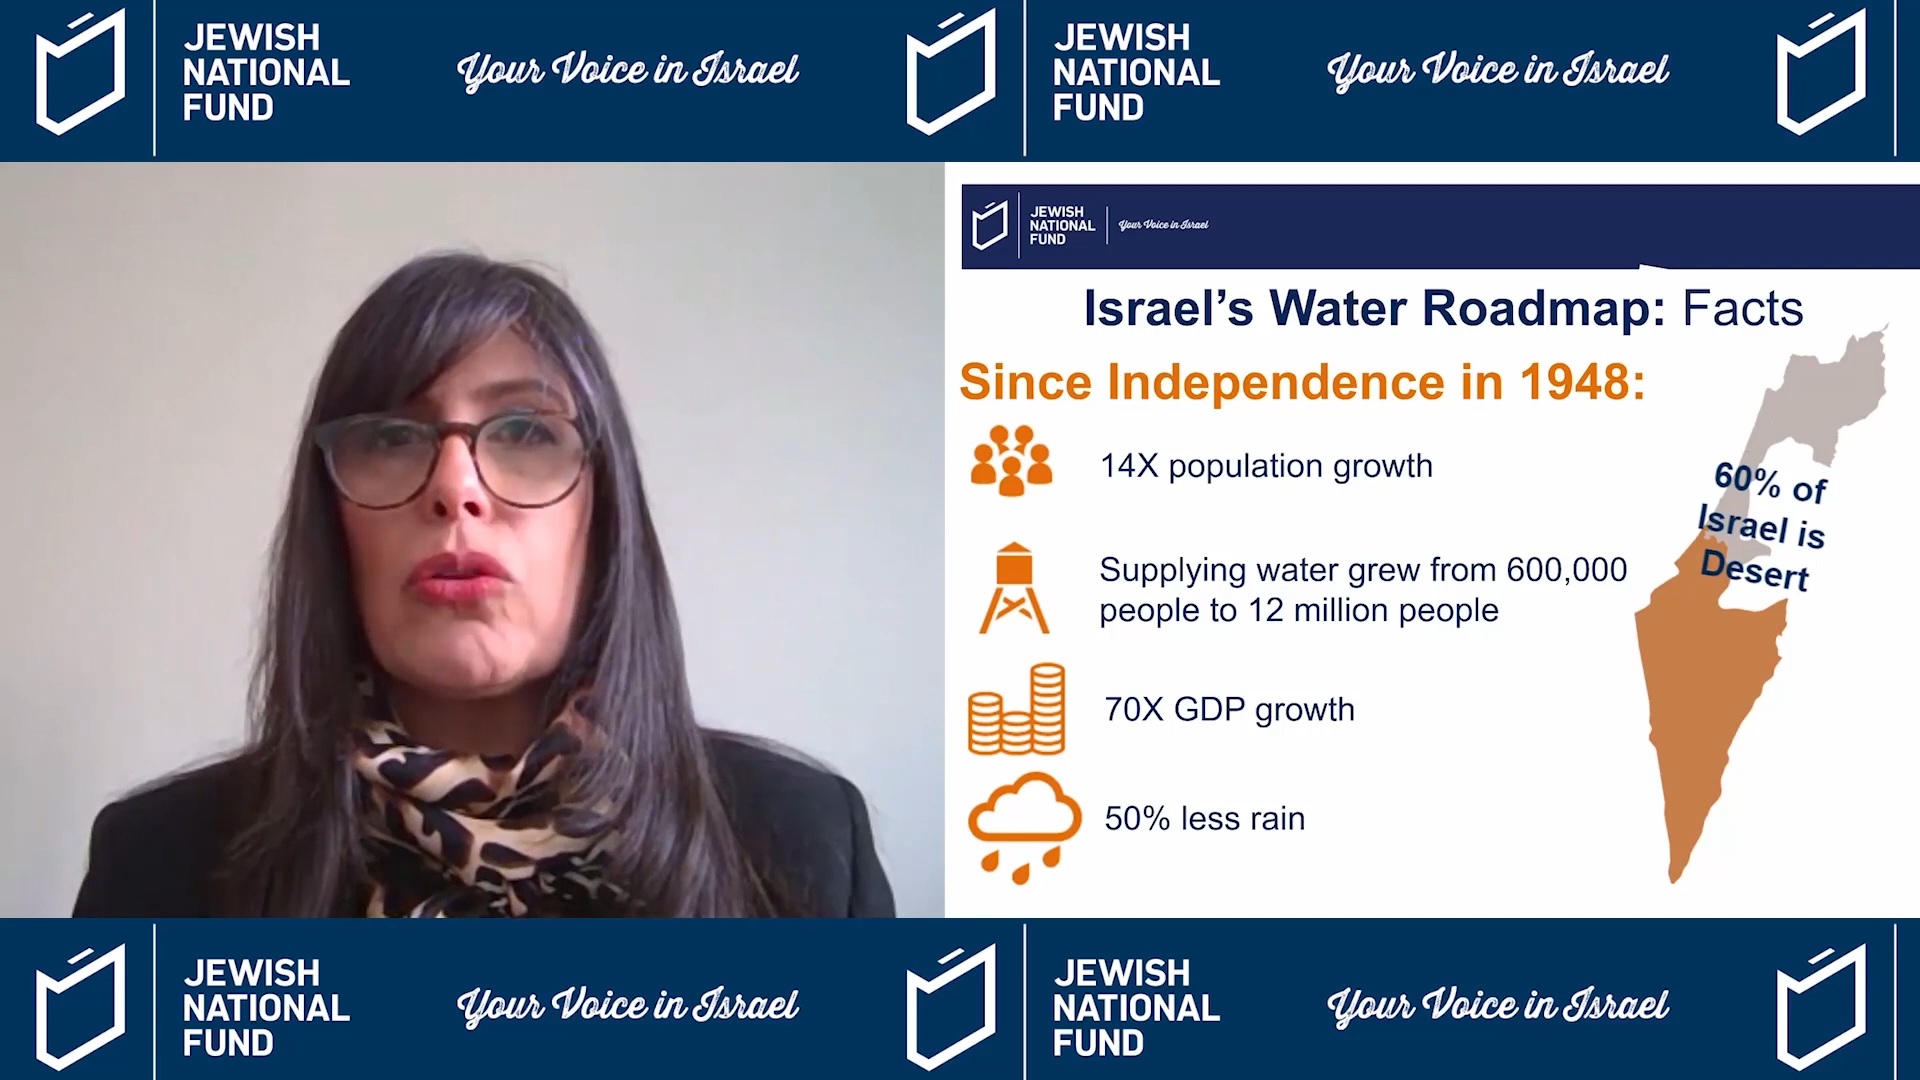 JEWISH
NATIONAL
FUND
Your Voice in Israel
JEWISH
NATIONAL
FUND
Your Voice in Israel
JEWISH
NATIONAL
FUND
Your Voice in Israel
Israel’s Water Roadmap: Facts
Since Independence in 1948:
14X population growth
Supplying water grew from 600,000
people to 12 million people
70X GDP growth
50% less rain
60% of
Israel is
Desert
JEWISH
NATIONAL
FUND
Your Voice in Israel
JEWISH
NATIONAL
FUND
Your Voice in Israel